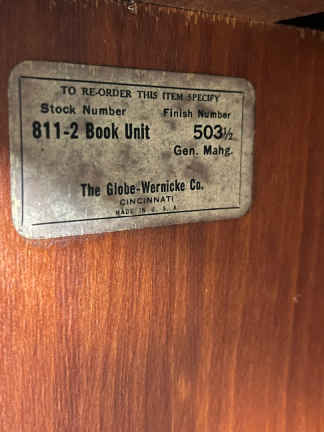 TO RE-ORDER THIS ITEM SPECIFY
Stock Number Finish Number
811-2 Book Unit 503½
Gen. Mahg.
The Globe-Wernicke Co.
CINCINNATI
MADE IN U. S. A.